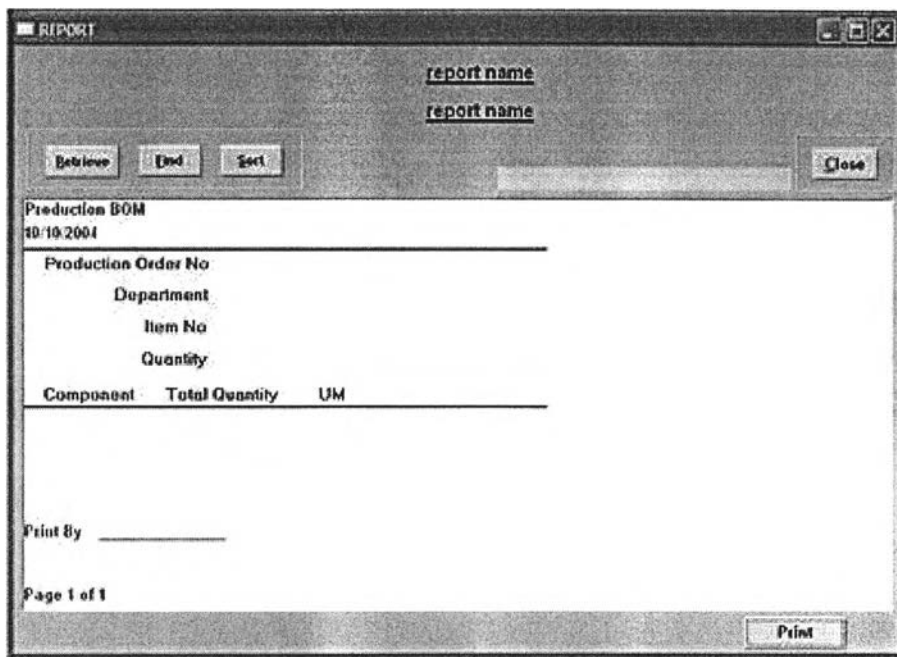 REPORT
report name
report name
Retrieve Find Sort Close
Production BOM
10/10/2004
Production Order No
Department
Item No
Quantity
Component Total Quantity UM
Print By
Page 1 of 1
Print